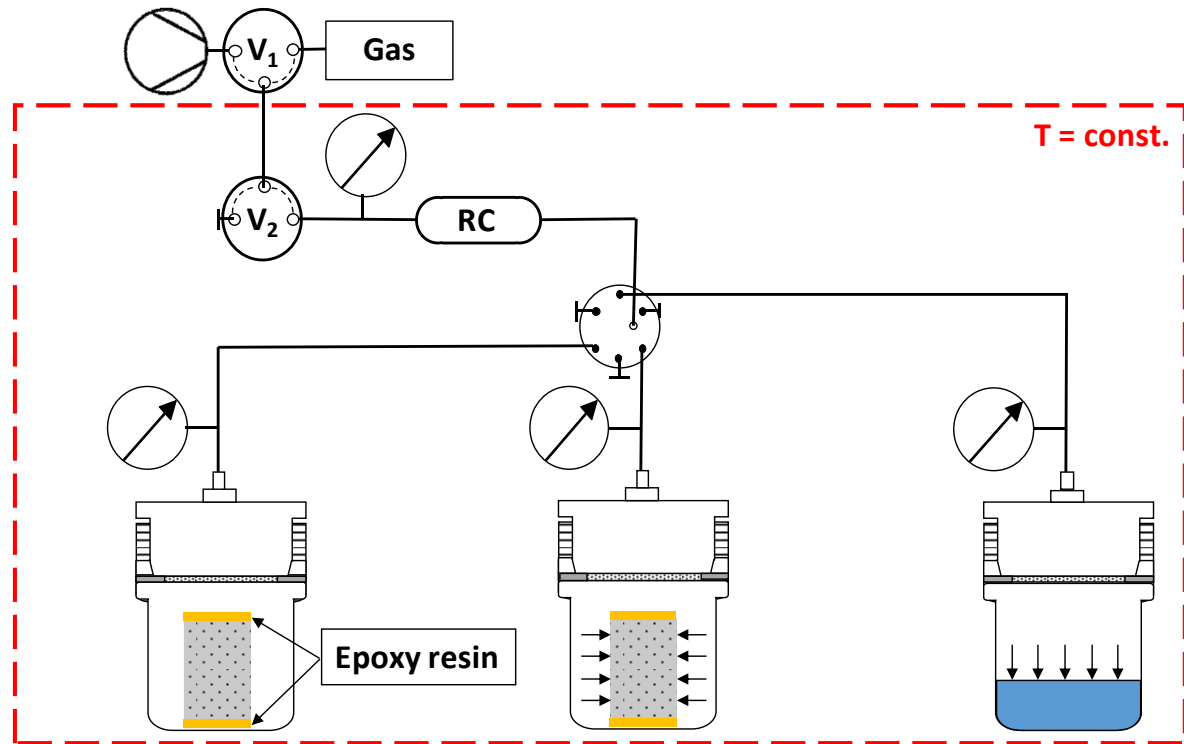 V₁
Gas
T = const.
V₂
RC
Epoxy resin